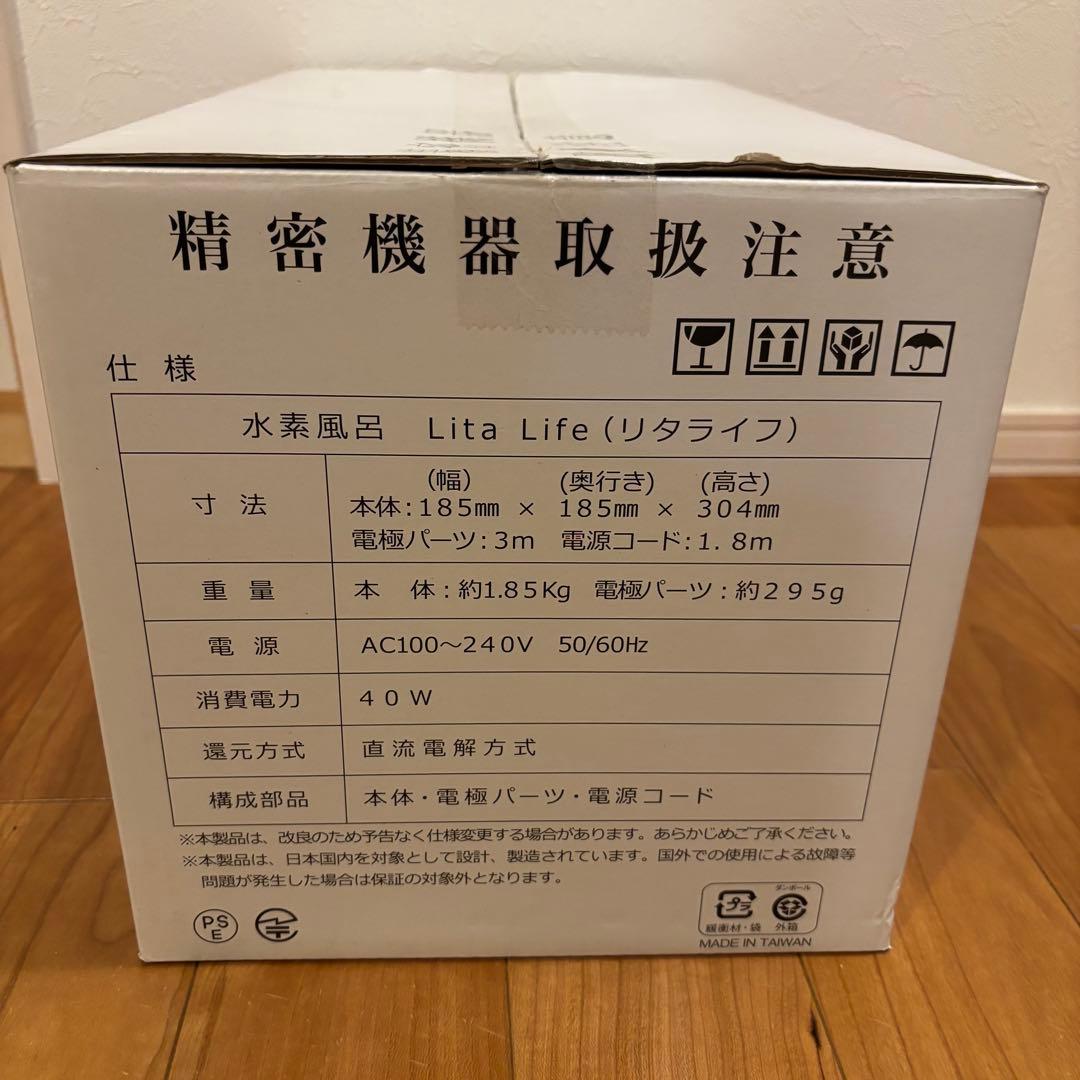 精密機器取扱注意
仕様
水素風呂 Lita Life（リタライフ）
寸法
(幅) (奥行き) (高さ)
本体：185㎜ × 185㎜ × 304㎜
電極パーツ：3m 電源コード：1.8m
重量
本 体：約1.85Kg 電極パーツ：約295g
電源
AC100～240V 50/60Hz
消費電力
40W
還元方式
直流電解方式
構成部品
本体・電極パーツ・電源コード
※本製品は、改良のため予告なく仕様変更する場合があります。あらかじめご了承ください。
※本製品は、日本国内を対象として設計、製造されています。国外での使用による故障等
問題が発生した場合は保証の対象外となります。
PSE
プラ
緩衝材・袋
ダンボール
外箱
MADE IN TAIWAN